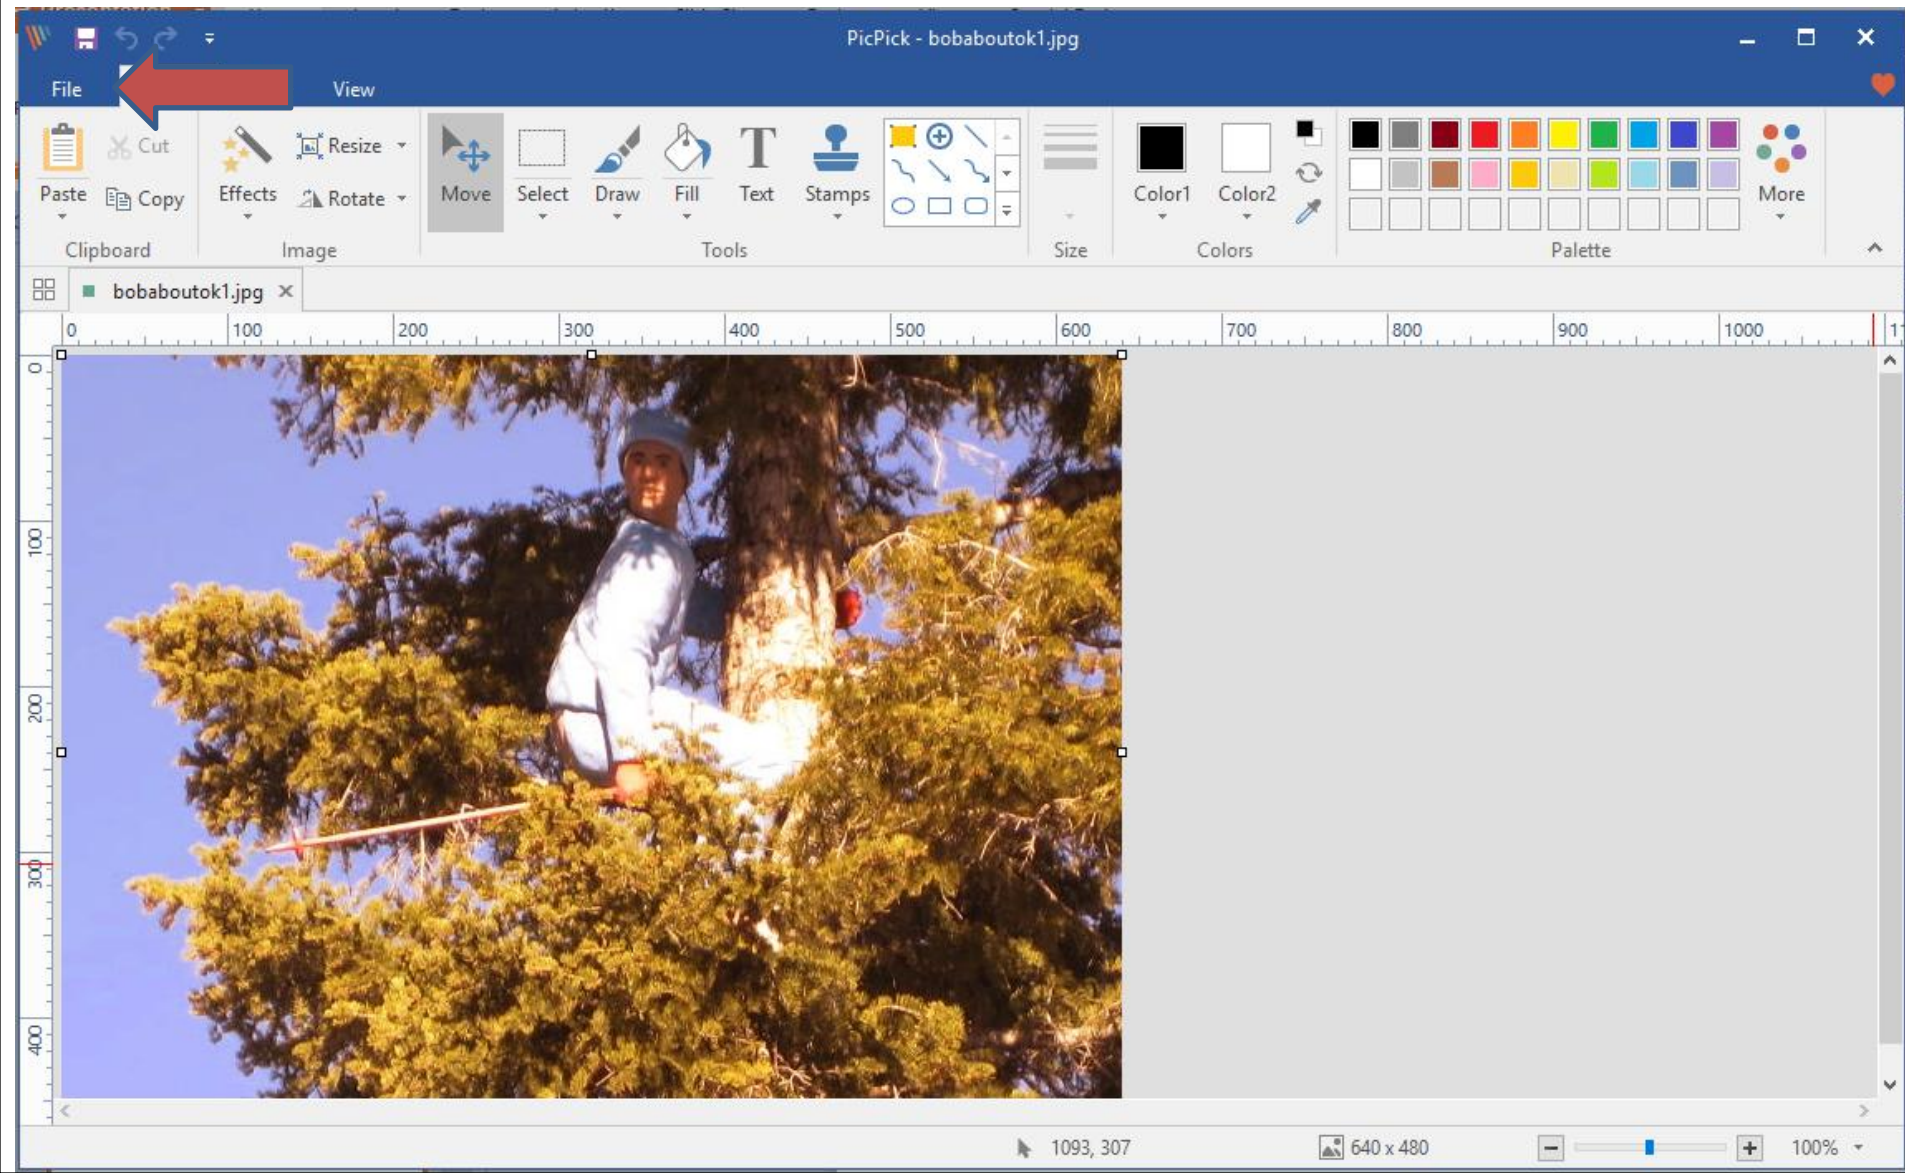 PicPick - bobaboutok1.jpg
File
View
Paste
Cut
Copy
Clipboard
Effects
Resize
Rotate
Image
Move
Select
Draw
Fill
Text
Stamps
Tools
Size
Color1
Color2
Colors
More
Palette
bobaboutok1.jpg
0 100 200 300 400 500 600 700 800 900 1000
0
100
200
300
400
1093, 307
640 x 480
100%